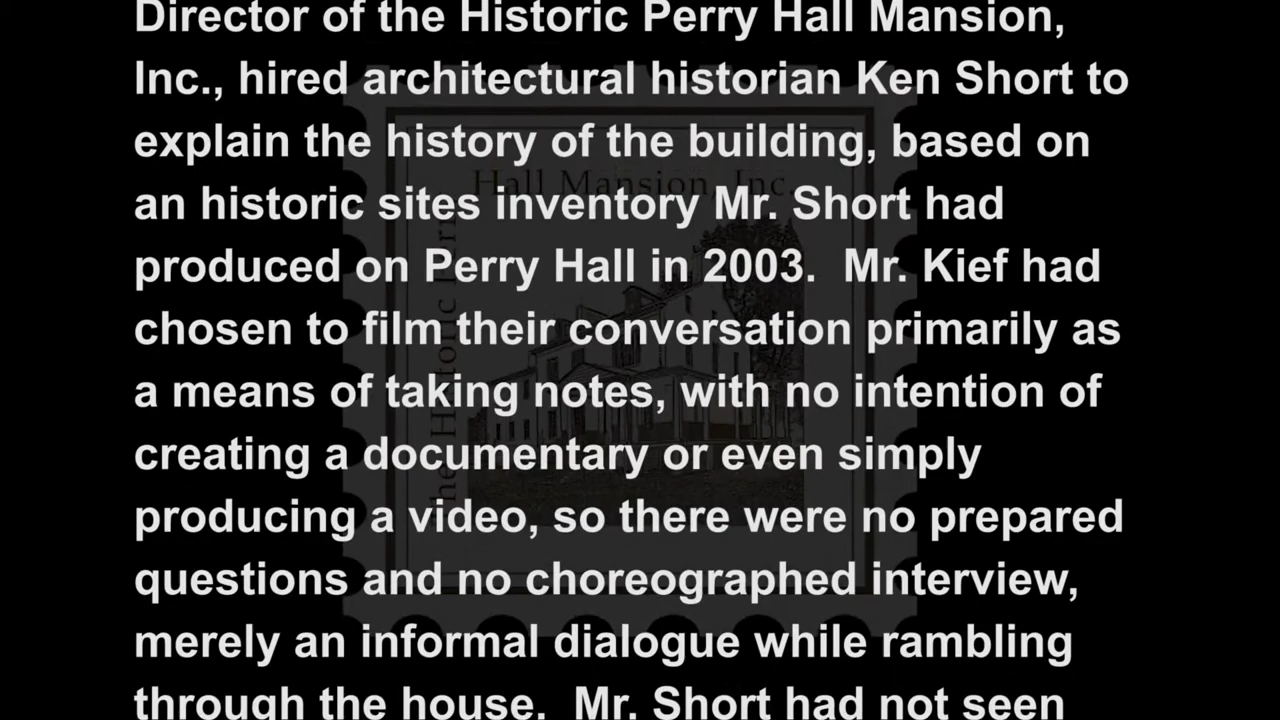 Director of the Historic Perry Hall Mansion,
Inc., hired architectural historian Ken Short to
explain the history of the building, based on
an historic sites inventory Mr. Short had
produced on Perry Hall in 2003.  Mr. Kief had
chosen to film their conversation primarily as
a means of taking notes, with no intention of
creating a documentary or even simply
producing a video, so there were no prepared
questions and no choreographed interview,
merely an informal dialogue while rambling
through the house.  Mr. Short had not seen
Hall Mansion, Inc.